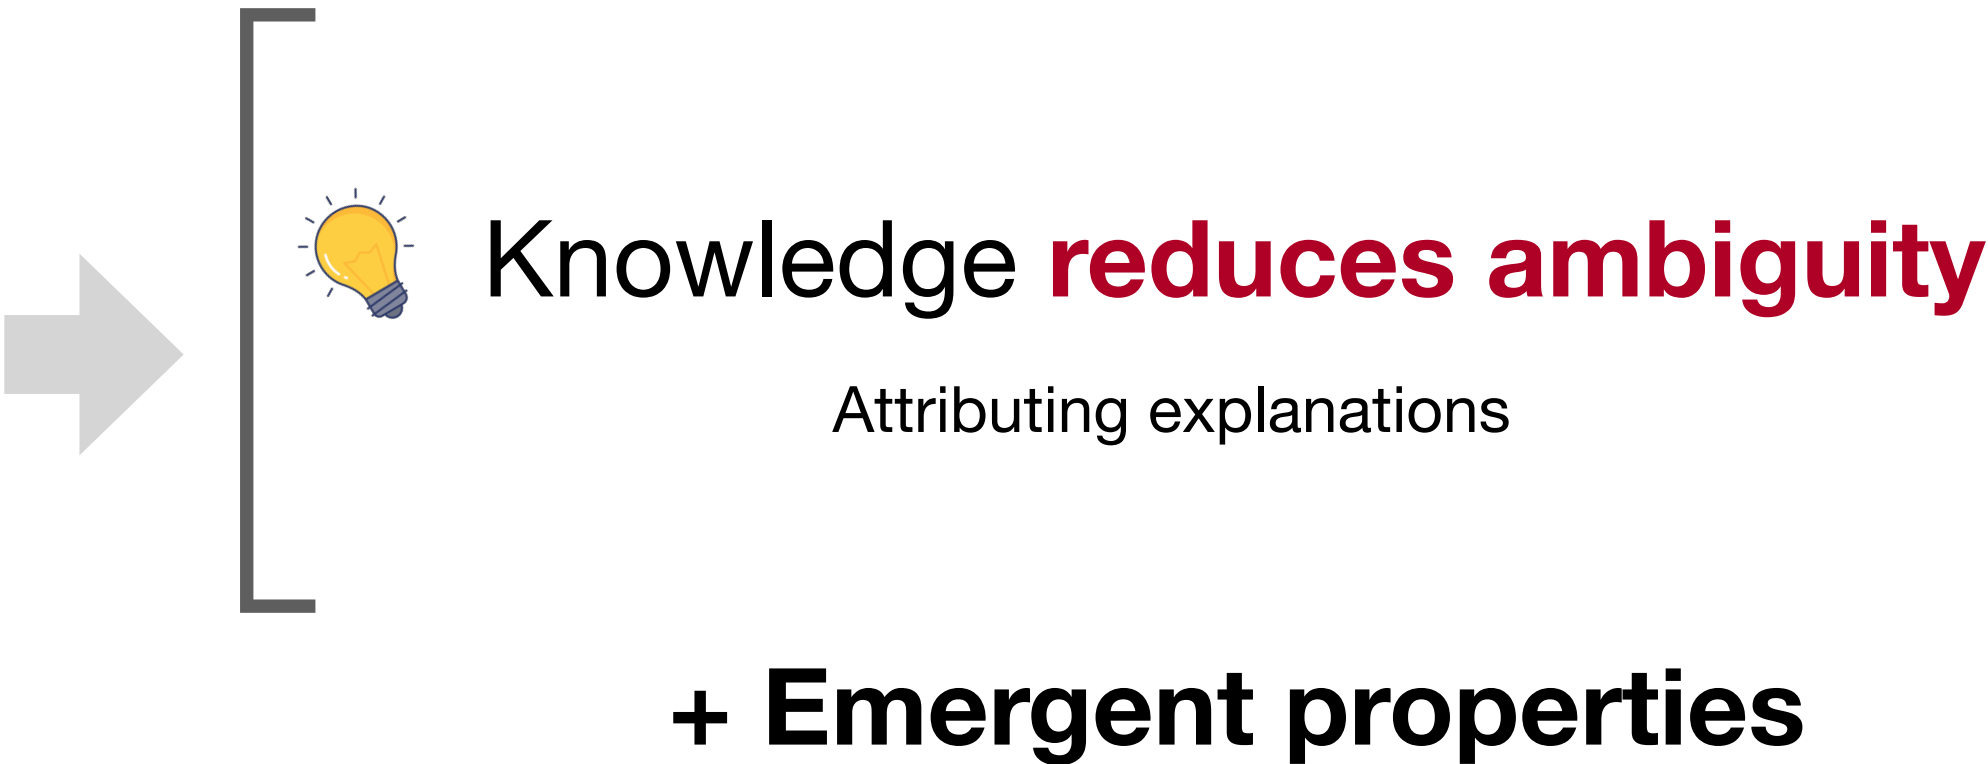 Knowledge reduces ambiguity
Attributing explanations
+ Emergent properties